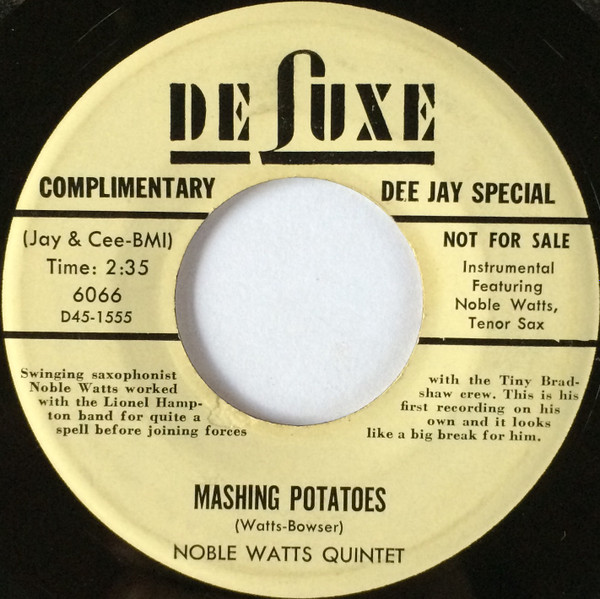 DE LUXE
COMPLIMENTARY
DEE JAY SPECIAL
(Jay & Cee-BMI)
Time: 2:35
6066
D45-1555
NOT FOR SALE
Instrumental
Featuring
Noble Watts,
Tenor Sax
Swinging saxophonist
Noble Watts worked
with the Lionel Hamp-
ton band for quite a
spell before joining forces
with the Tiny Brad-
shaw crew. This is his
first recording on his
own and it looks
like a big break for him.
MASHING POTATOES
(Watts-Bowser)
NOBLE WATTS QUINTET